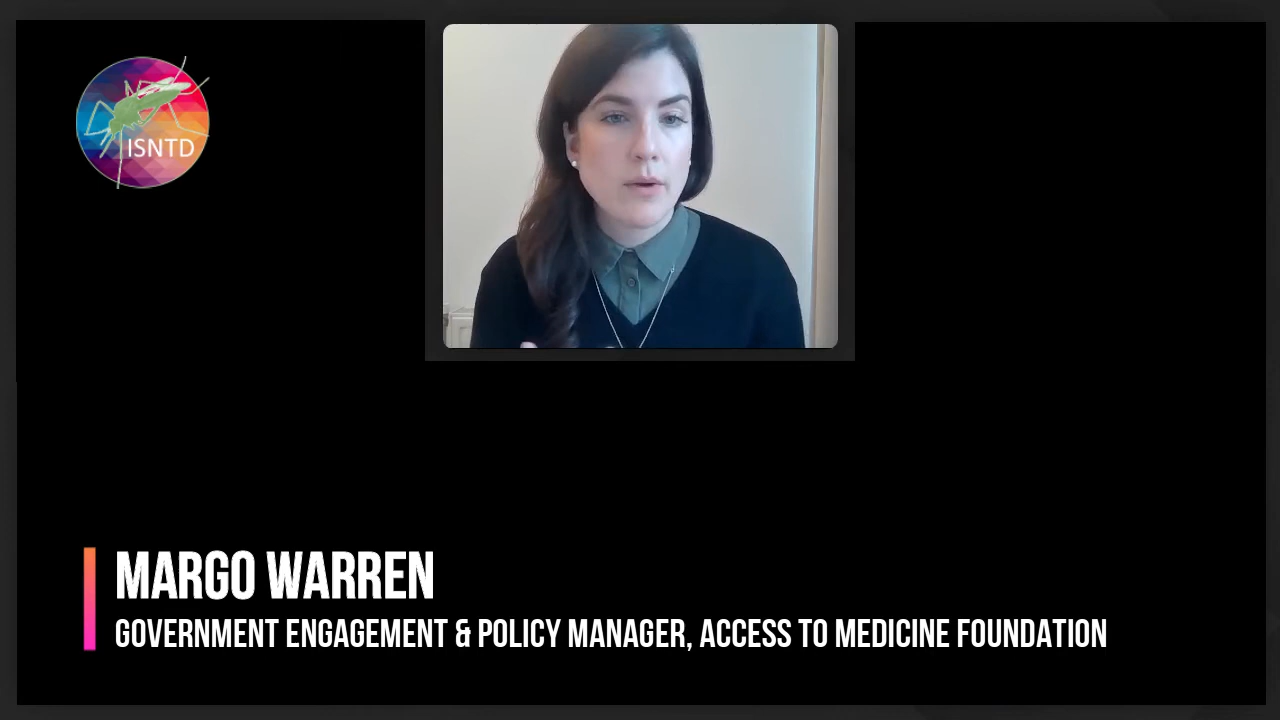 ISNTD
MARGO WARREN
GOVERNMENT ENGAGEMENT & POLICY MANAGER, ACCESS TO MEDICINE FOUNDATION